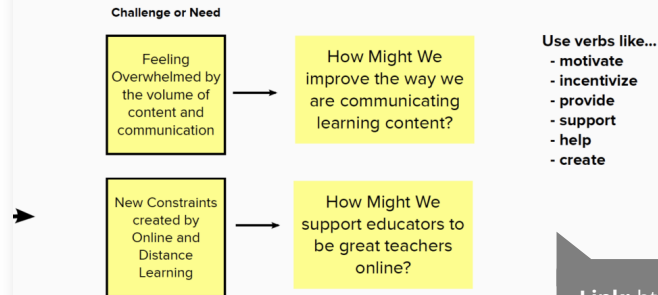 Challenge or Need
Feeling
Overwhelmed by
the volume of
content and
communication
How Might We
improve the way we
are communicating
learning content?
Use verbs like...
- motivate
- incentivize
- provide
- support
- help
- create
New Constraints
created by
Online and
Distance
Learning
How Might We
support educators to
be great teachers
online?